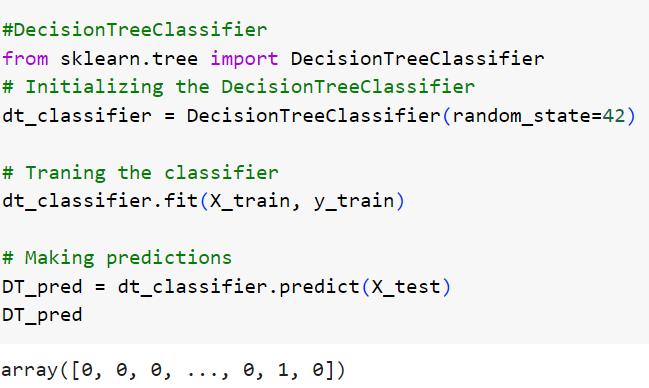 #DecisionTreeClassifier
from sklearn.tree import DecisionTreeClassifier
# Initializing the DecisionTreeClassifier
dt_classifier = DecisionTreeClassifier(random_state=42)
# Traning the classifier
dt_classifier.fit(X_train, y_train)
# Making predictions
DT_pred = dt_classifier.predict(X_test)
DT_pred
array([0, 0, 0, ..., 0, 1, 0])